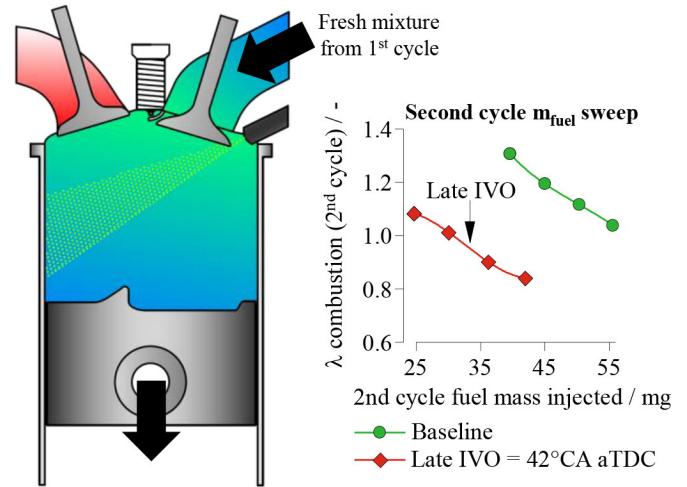 Fresh mixture
from 1st cycle
Second cycle mfuel sweep
λ combustion (2nd cycle) / -
1.4
1.2
1.0
0.8
0.6
Late IVO
25
35
45
55
2nd cycle fuel mass injected / mg
Baseline
Late IVO = 42°CA aTDC